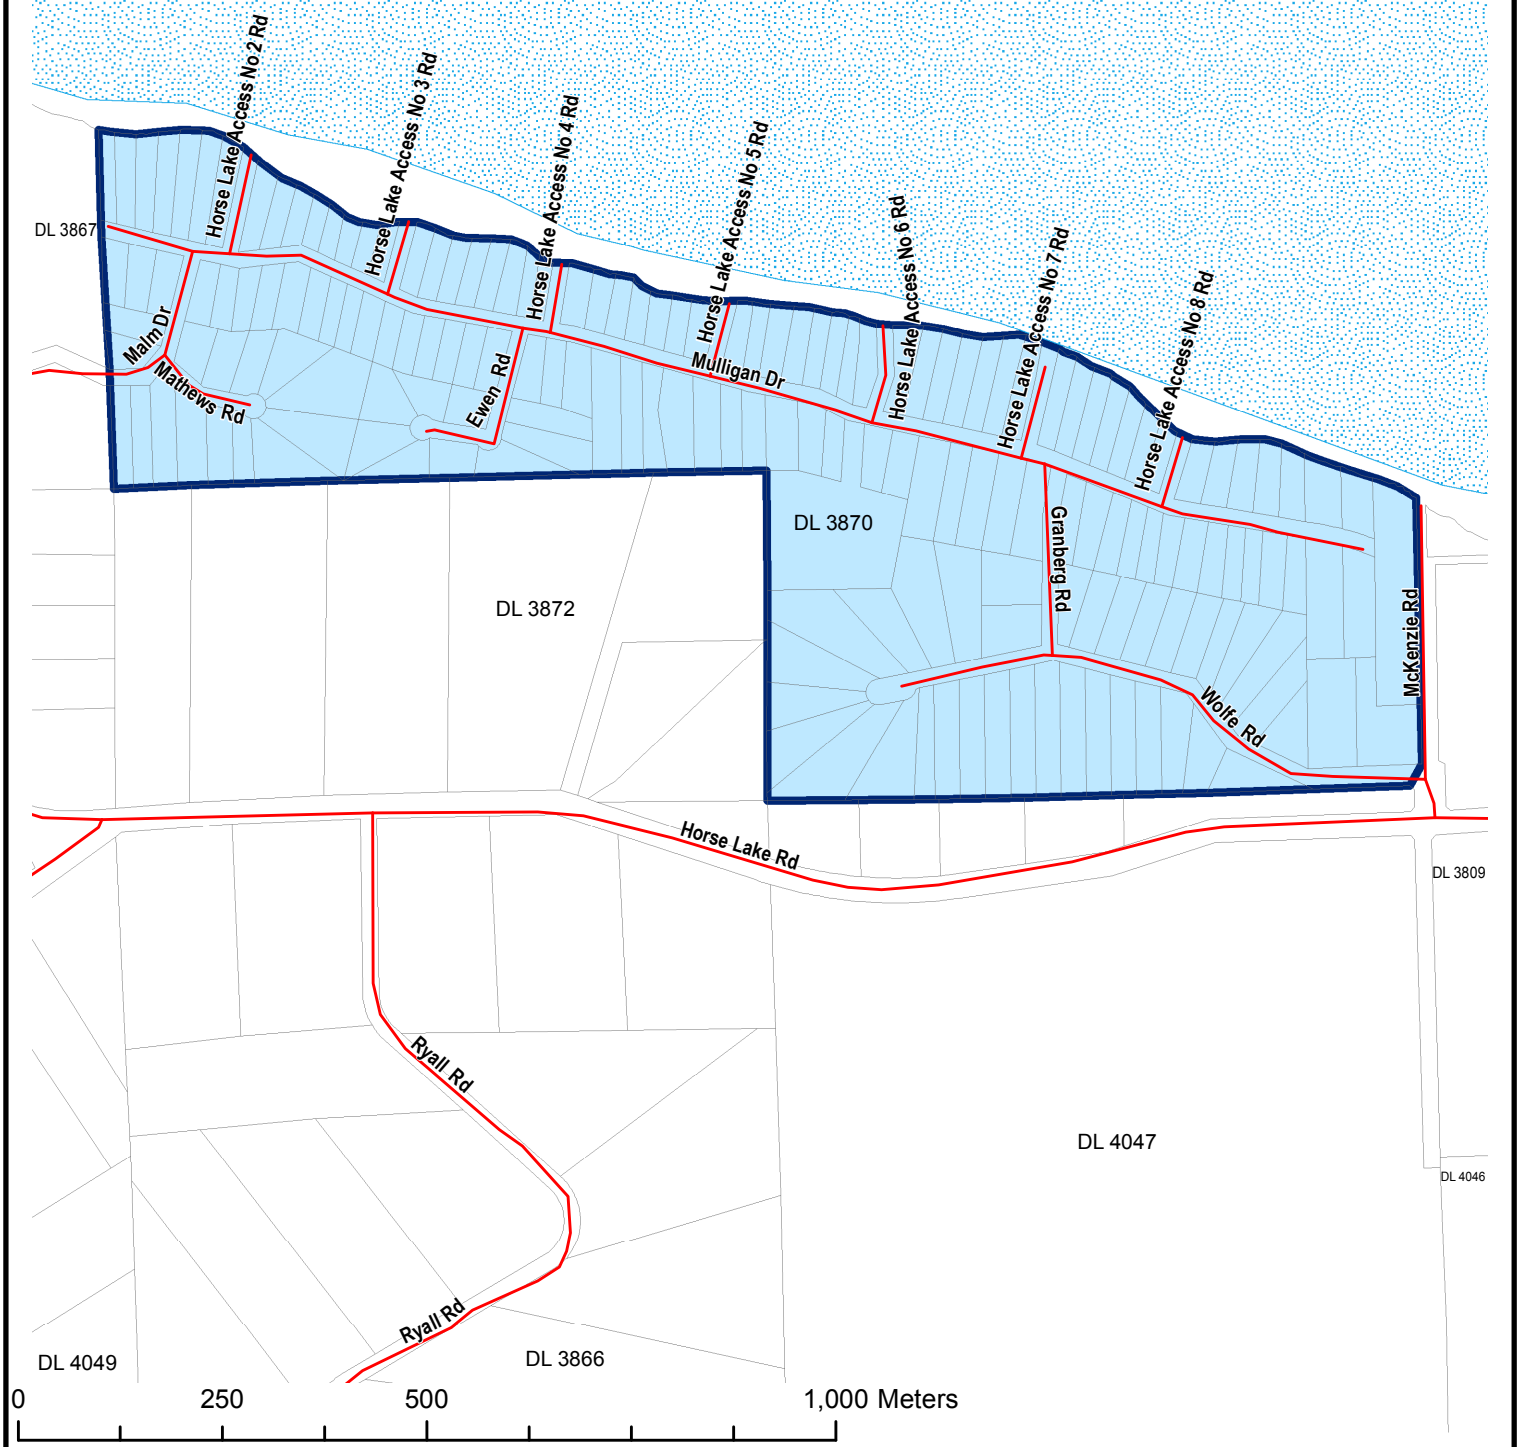 Horse Lake Access No 2 Rd
Horse Lake Access No 3 Rd
Horse Lake Access No 4 Rd
Horse Lake Access No 5 Rd
Horse Lake Access No 6 Rd
Horse Lake Access No 7 Rd
Horse Lake Access No 8 Rd
DL 3867
Malm Dr
Mathews Rd
Ewen Rd
Mulligan Dr
DL 3870
Granberg Rd
McKenzie Rd
DL 3872
Wolfe Rd
Horse Lake Rd
DL 3809
Ryall Rd
DL 4047
DL 4046
Ryall Rd
DL 4049
DL 3866
0 250 500 1,000 Meters